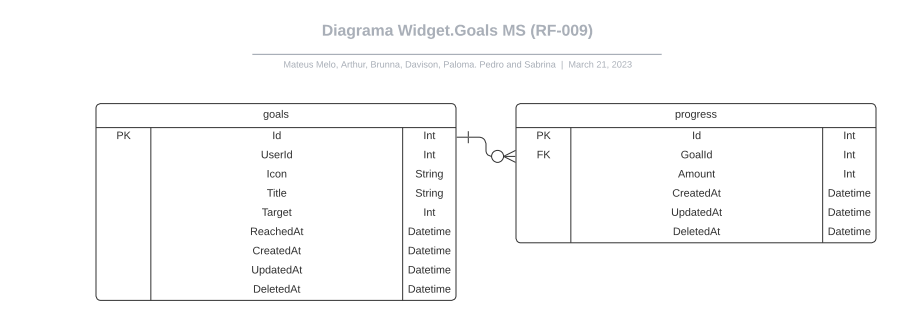 Diagrama Widget.Goals MS (RF-009)
Mateus Melo, Arthur, Brunna, Davison, Paloma. Pedro and Sabrina | March 21, 2023
goals
PK Id Int
UserId Int
Icon String
Title String
Target Int
ReachedAt Datetime
CreatedAt Datetime
UpdatedAt Datetime
DeletedAt Datetime
progress
PK Id Int
FK GoalId Int
Amount Int
CreatedAt Datetime
UpdatedAt Datetime
DeletedAt Datetime